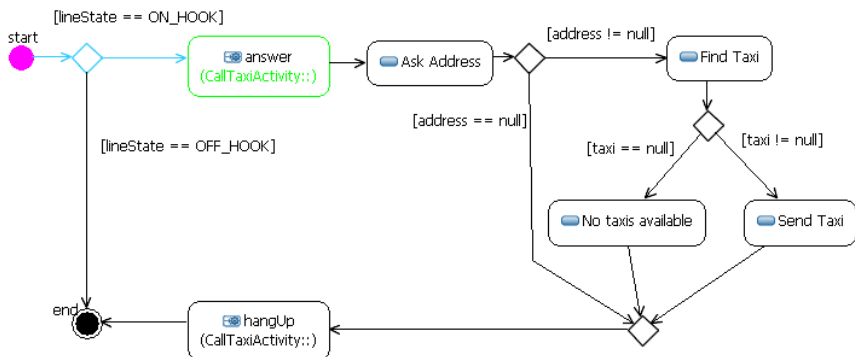 [lineState == ON_HOOK]
start
answer
(CallTaxiActivity::)
Ask Address
[address != null]
Find Taxi
[address == null]
[lineState == OFF_HOOK]
[taxi == null]
[taxi != null]
No taxis available
Send Taxi
end
hangUp
(CallTaxiActivity::)